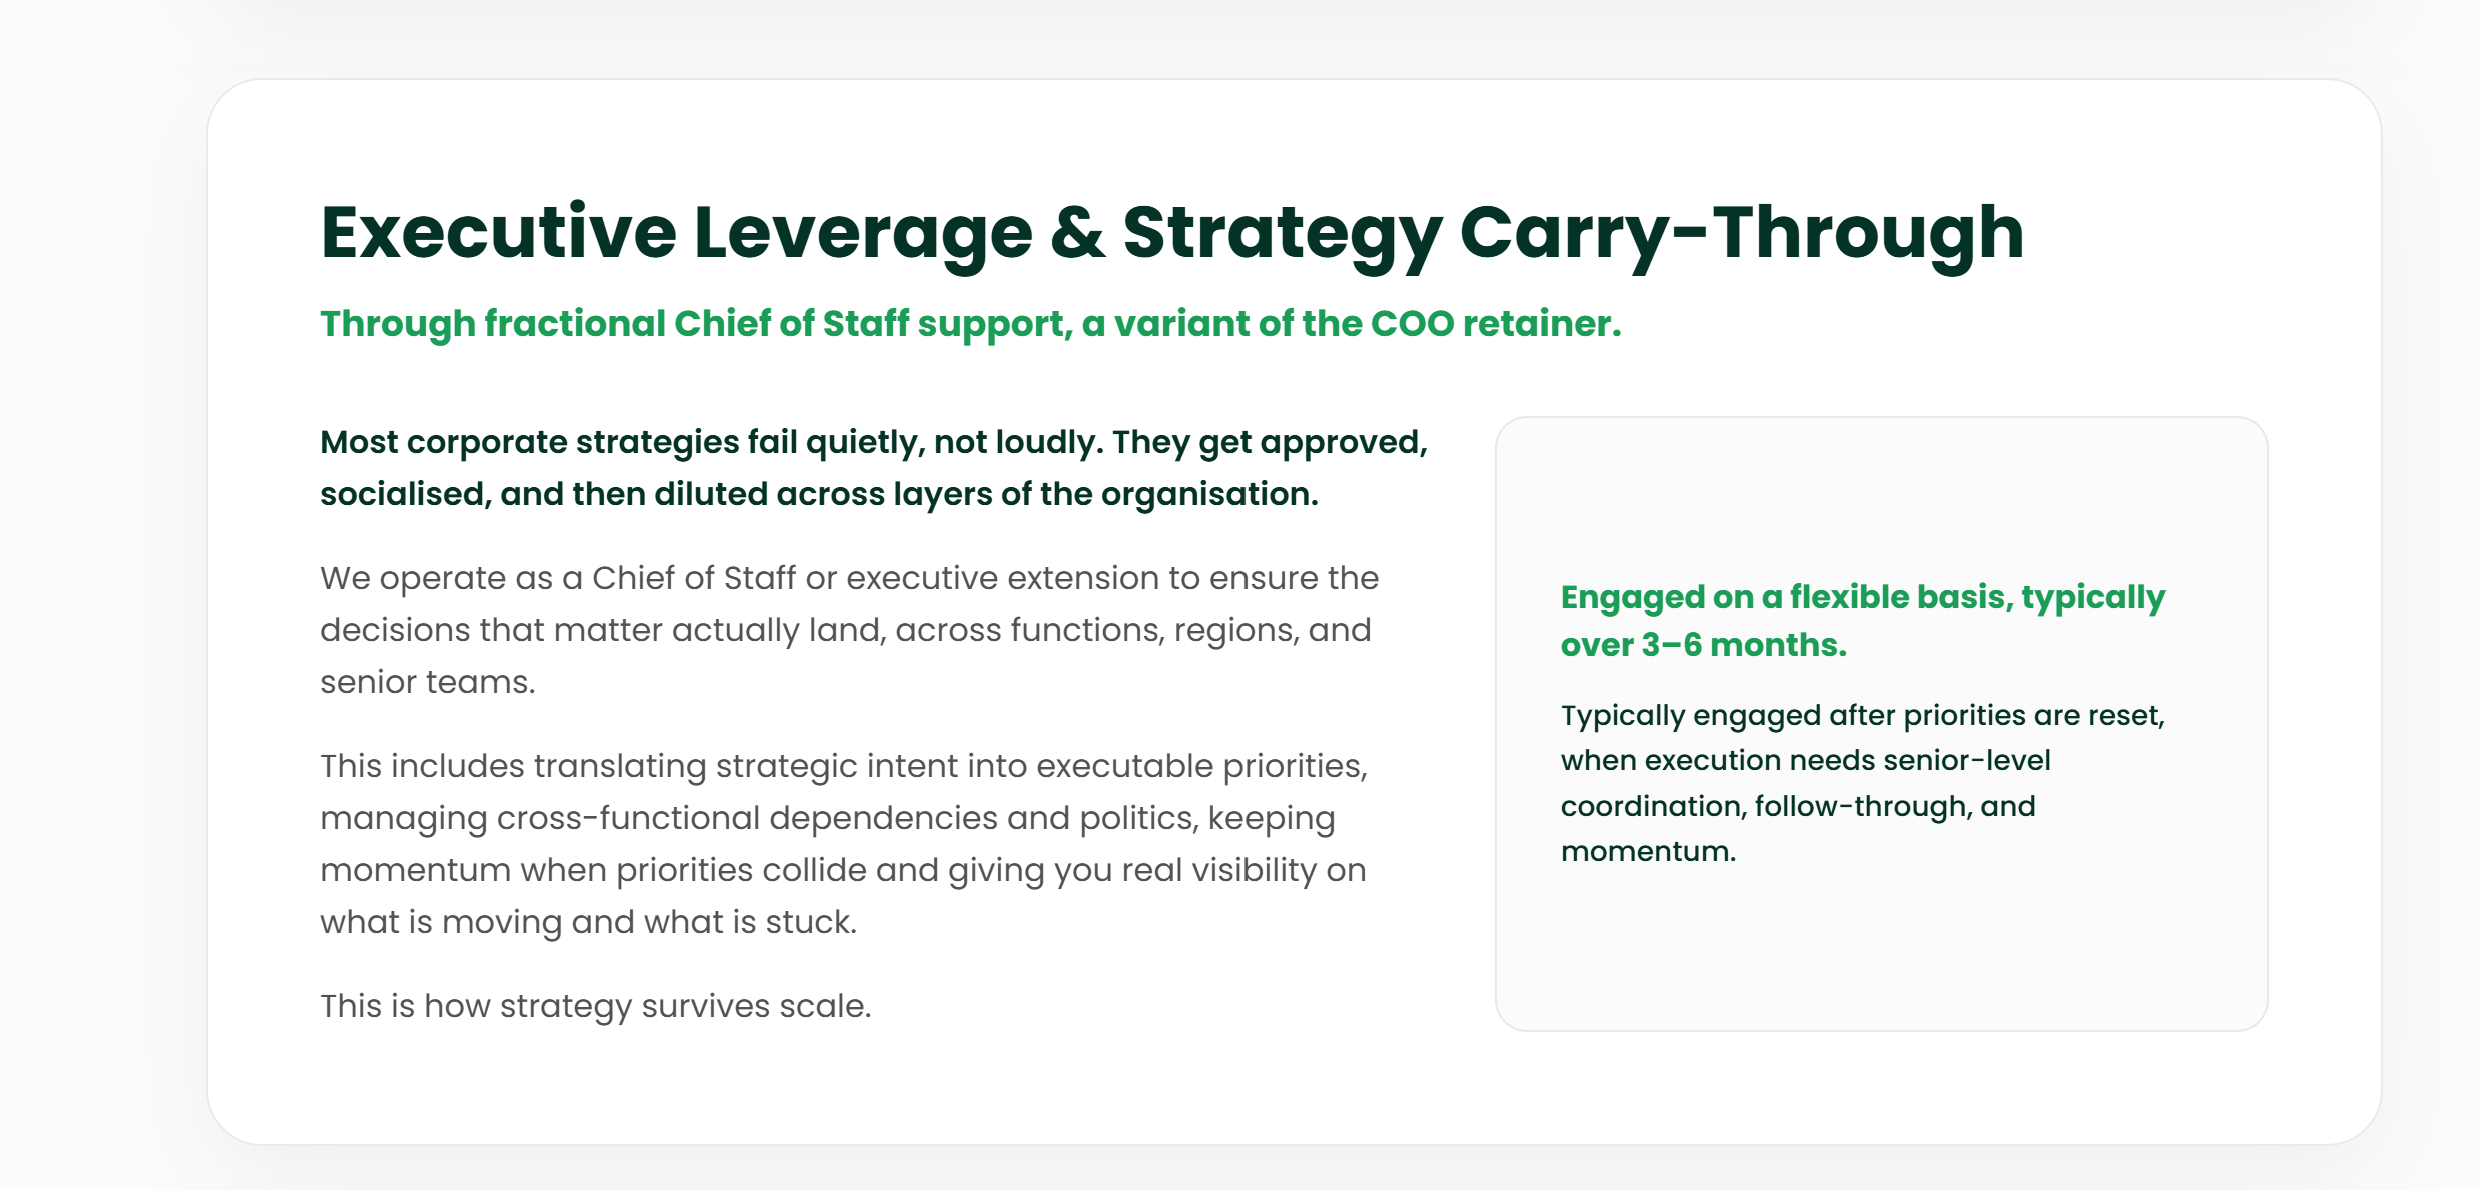 Executive Leverage & Strategy Carry-Through
Through fractional Chief of Staff support, a variant of the COO retainer.
Most corporate strategies fail quietly, not loudly. They get approved,
socialised, and then diluted across layers of the organisation.
We operate as a Chief of Staff or executive extension to ensure the
decisions that matter actually land, across functions, regions, and
senior teams.
This includes translating strategic intent into executable priorities,
managing cross-functional dependencies and politics, keeping
momentum when priorities collide and giving you real visibility on
what is moving and what is stuck.
This is how strategy survives scale.
Engaged on a flexible basis, typically
over 3–6 months.
Typically engaged after priorities are reset,
when execution needs senior-level
coordination, follow-through, and
momentum.